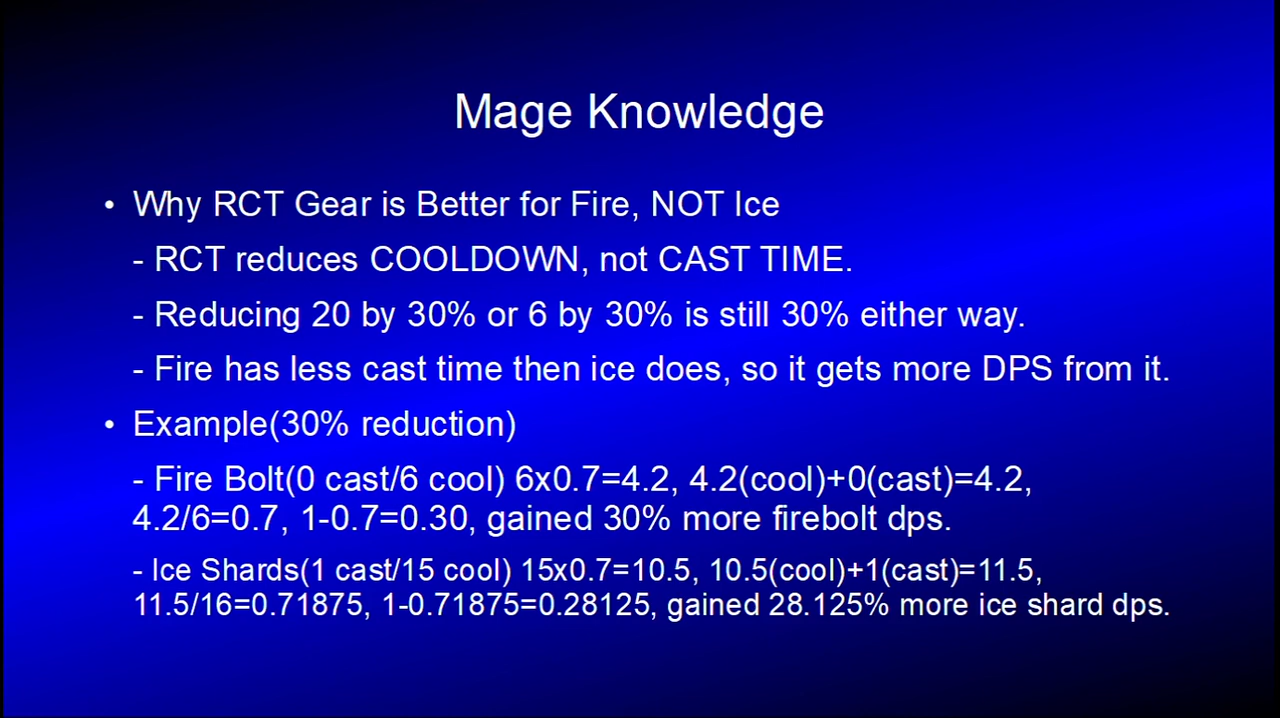 Mage Knowledge
• Why RCT Gear is Better for Fire, NOT Ice
- RCT reduces COOLDOWN, not CAST TIME.
- Reducing 20 by 30% or 6 by 30% is still 30% either way.
- Fire has less cast time then ice does, so it gets more DPS from it.
• Example(30% reduction)
- Fire Bolt(0 cast/6 cool) 6x0.7=4.2, 4.2(cool)+0(cast)=4.2,
4.2/6=0.7, 1-0.7=0.30, gained 30% more firebolt dps.
- Ice Shards(1 cast/15 cool) 15x0.7=10.5, 10.5(cool)+1(cast)=11.5,
11.5/16=0.71875, 1-0.71875=0.28125, gained 28.125% more ice shard dps.